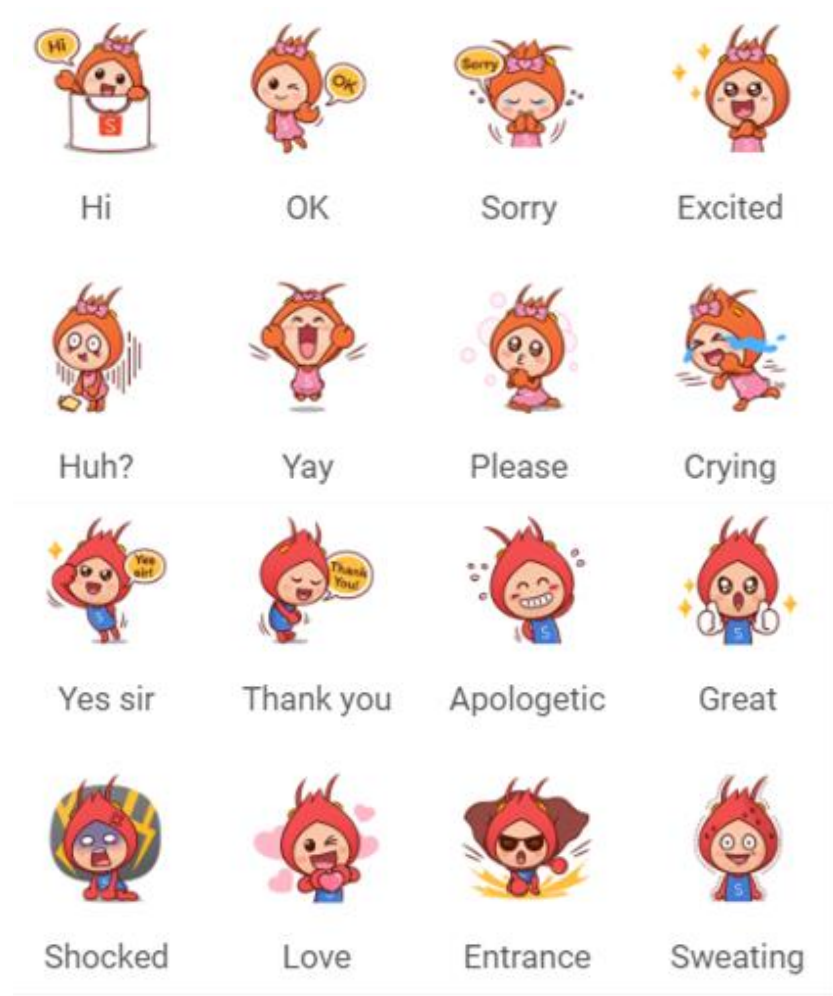 Hi
OK
Sorry
S
Hi OK Sorry Excited
Huh? Yay Please Crying
Yes
sir!
Thank
You!
S
S
S
Yes sir Thank you Apologetic Great
S
S
Shocked Love Entrance Sweating